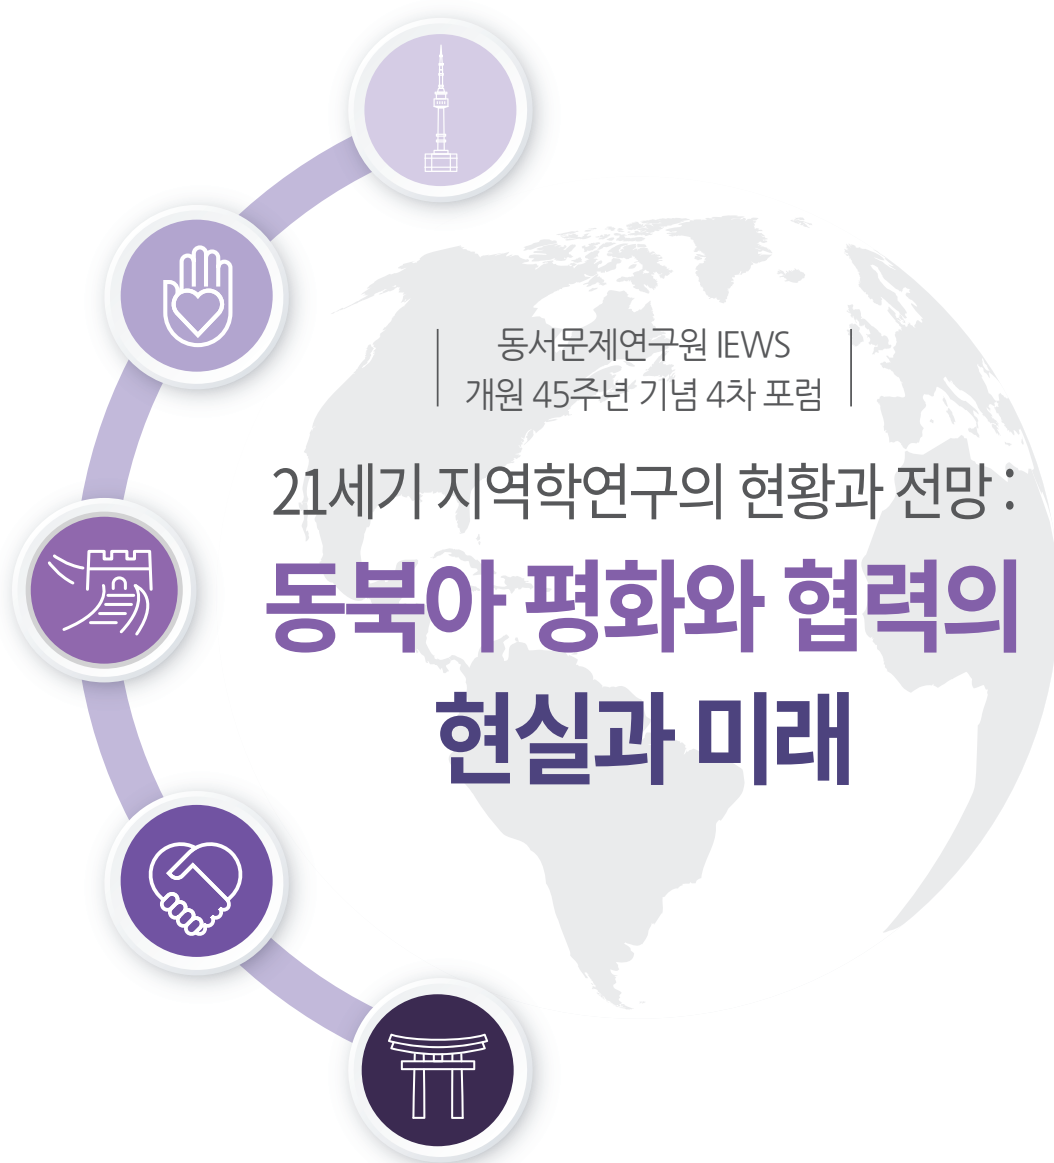 동서문제연구원 IEWS
개원 45주년 기념 4차 포럼
21세기 지역학연구의 현황과 전망 :
동북아 평화와 협력의
현실과 미래